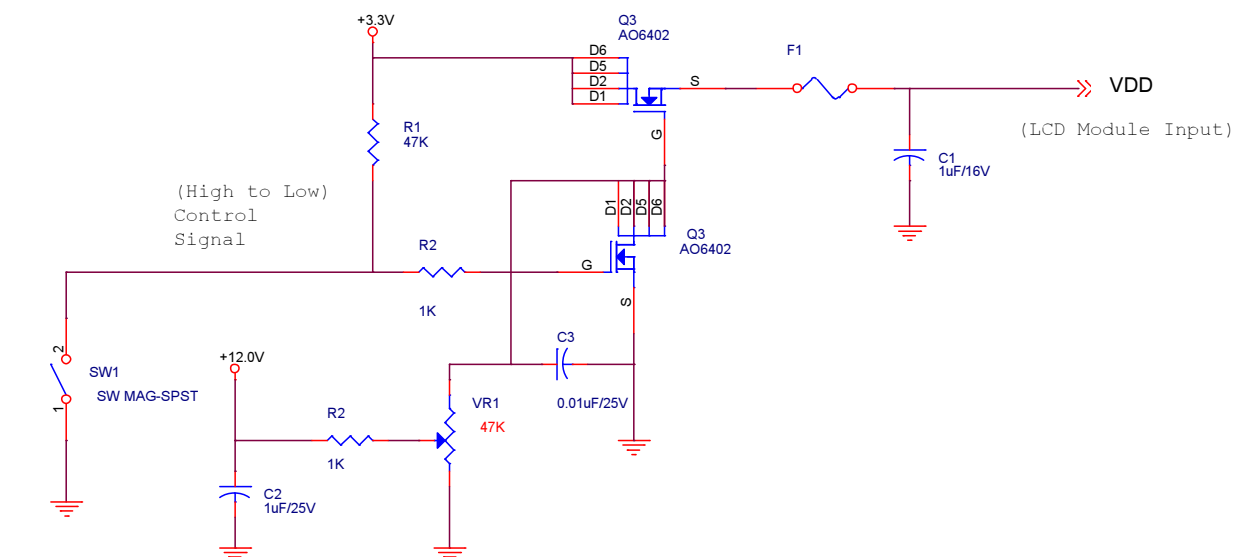 +3.3V
Q3
AO6402
D6
D5
D2
D1
S
G
F1
VDD
(LCD Module Input)
R1
47K
C1
1uF/16V
(High to Low)
Control
Signal
D1
D2
D5
D6
Q3
AO6402
R2
1K
G
S
2
1
SW1
SW MAG-SPST
+12.0V
C3
0.01uF/25V
VR1
47K
R2
1K
C2
1uF/25V